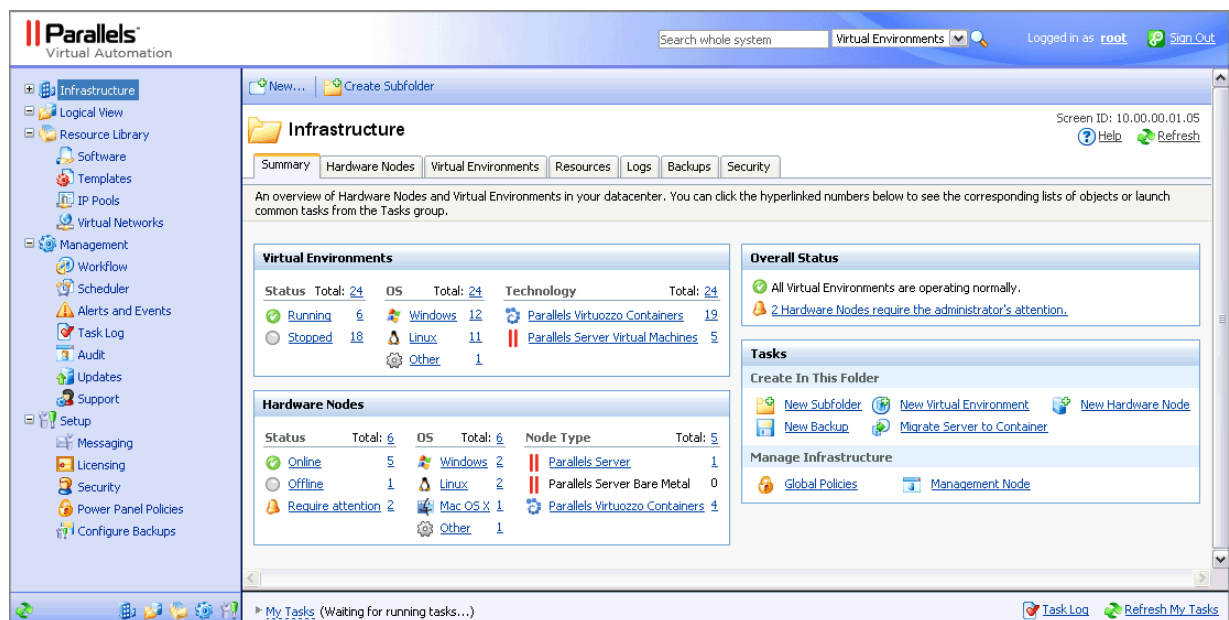 Parallels
Virtual Automation
Search whole system
Virtual Environments
Logged in as root
Sign Out
Infrastructure
Logical View
Resource Library
Software
Templates
IP Pools
Virtual Networks
Management
Workflow
Scheduler
Alerts and Events
Task Log
Audit
Updates
Support
Setup
Messaging
Licensing
Security
Power Panel Policies
Configure Backups
New... Create Subfolder
Infrastructure
Screen ID: 10.00.00.01.05
Help Refresh
Summary Hardware Nodes Virtual Environments Resources Logs Backups Security
An overview of Hardware Nodes and Virtual Environments in your datacenter. You can click the hyperlinked numbers below to see the corresponding lists of objects or launch
common tasks from the Tasks group.
Virtual Environments
Status Total: 24 OS Total: 24 Technology Total: 24
Running 6 Windows 12 Parallels Virtuozzo Containers 19
Stopped 18 Linux 11 Parallels Server Virtual Machines 5
Other 1
Hardware Nodes
Status Total: 6 OS Total: 6 Node Type Total: 5
Online 5 Windows 2 Parallels Server 1
Offline 1 Linux 2 Parallels Server Bare Metal 0
Require attention 2 Mac OS X 1 Parallels Virtuozzo Containers 4
Other 1
Overall Status
All Virtual Environments are operating normally.
2 Hardware Nodes require the administrator's attention.
Tasks
Create In This Folder
New Subfolder New Virtual Environment New Hardware Node
New Backup Migrate Server to Container
Manage Infrastructure
Global Policies Management Node
My Tasks (Waiting for running tasks...)
Task Log Refresh My Tasks